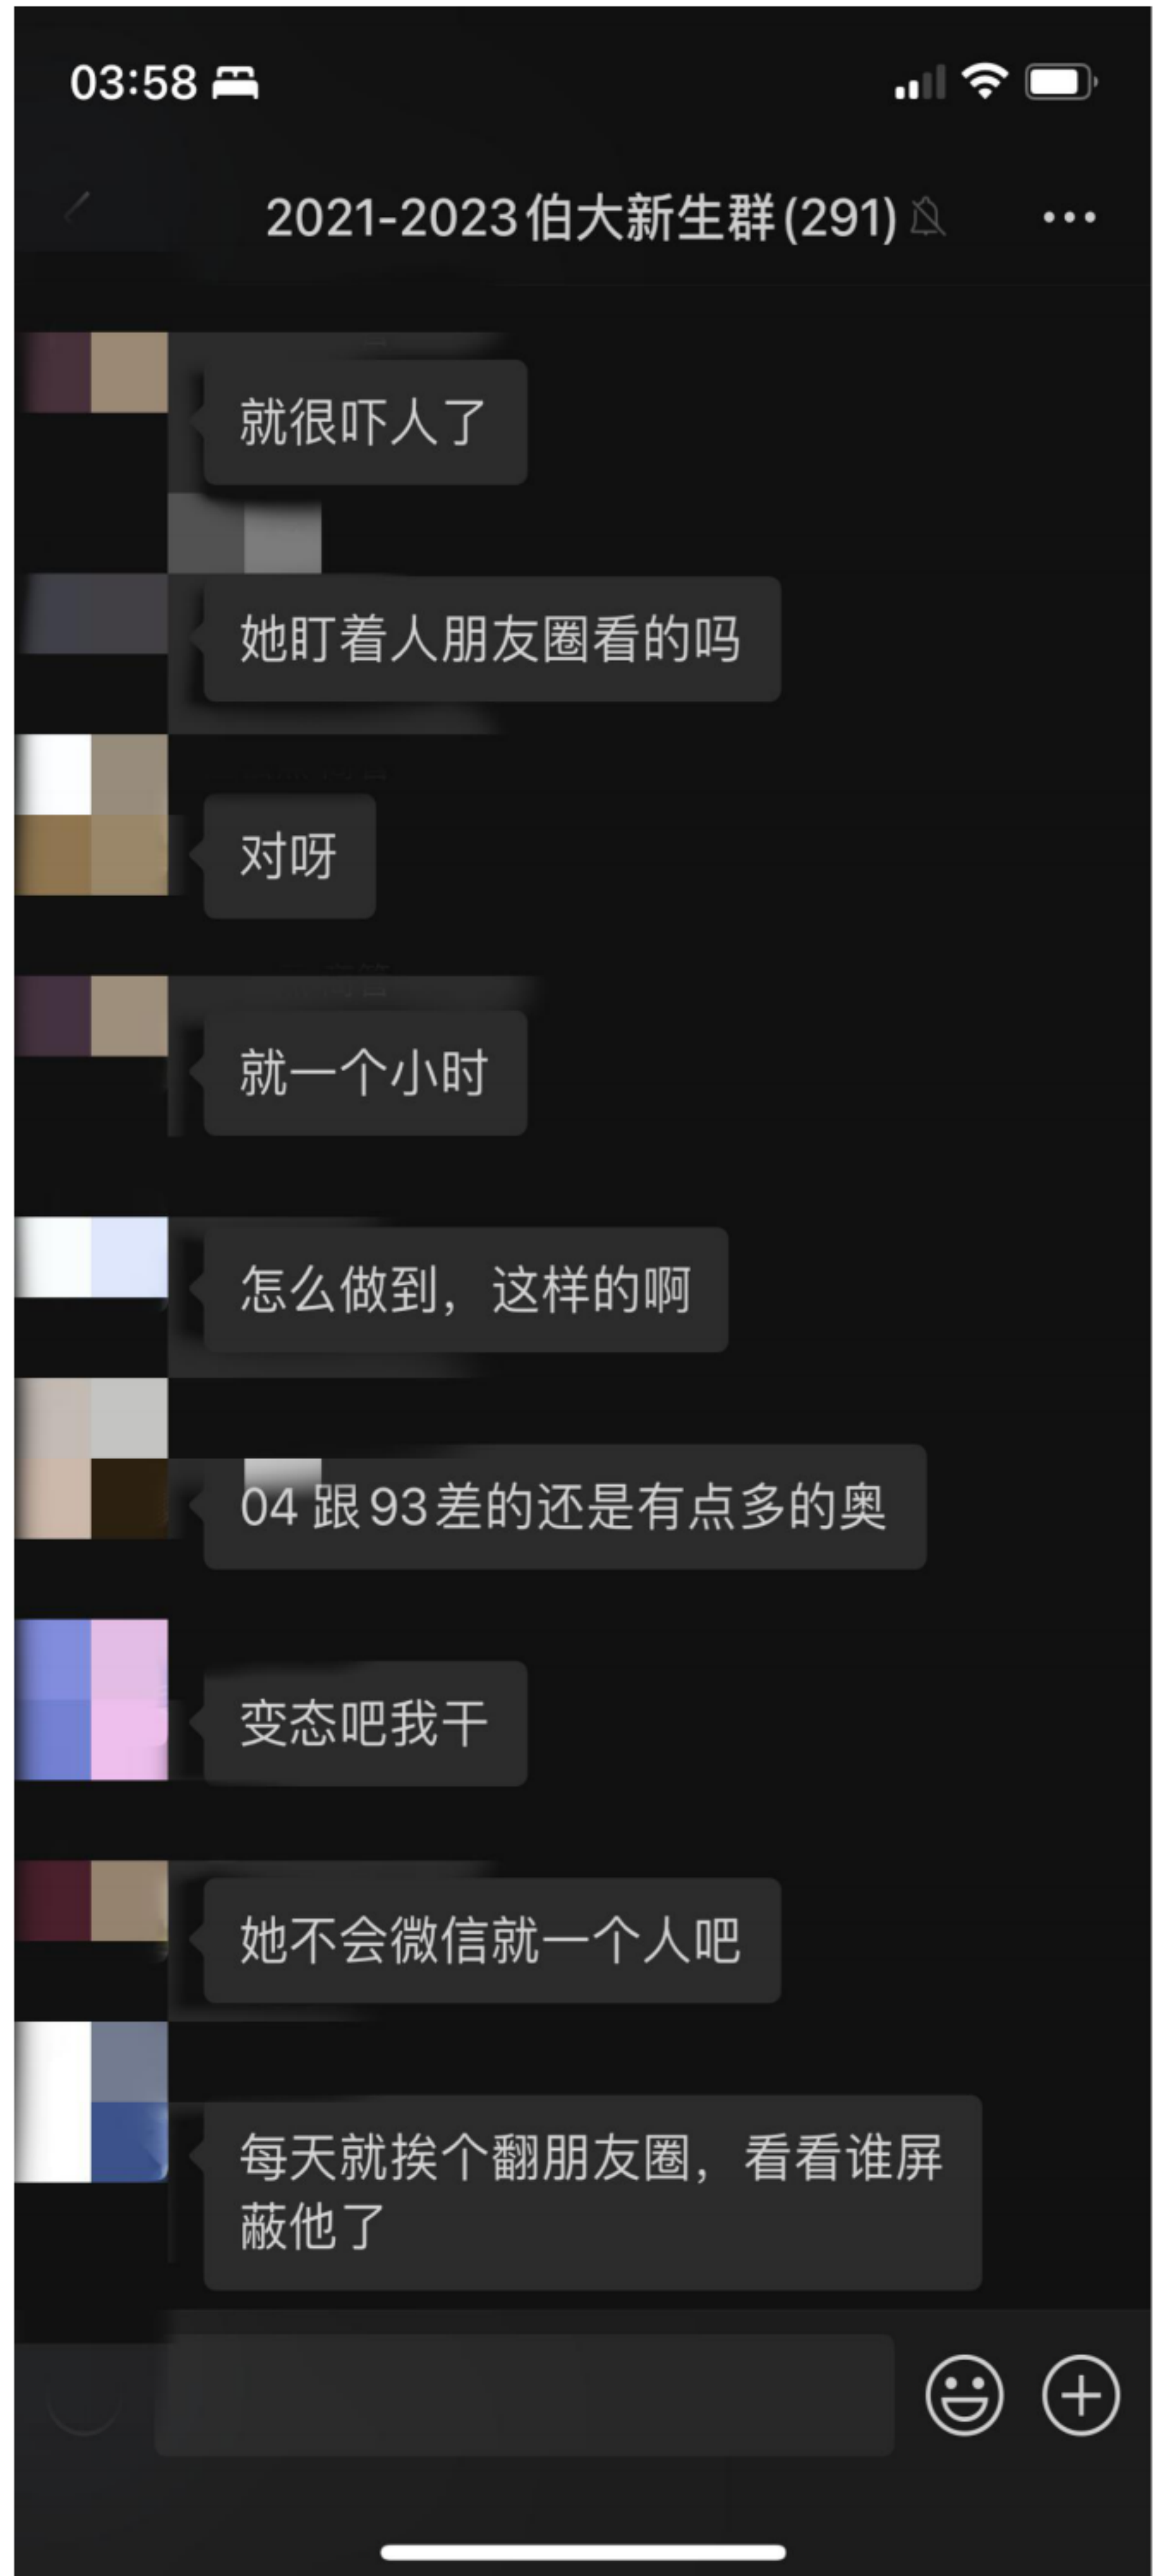 03:58
2021-2023伯大新生群(291)
就很吓人了
她盯着人朋友圈看的吗
对呀
就一个小时
怎么做到，这样的啊
04 跟93差的还是有点多的奥
变态吧我干
她不会微信就一个人吧
每天就挨个翻朋友圈，看看谁屏
蔽他了